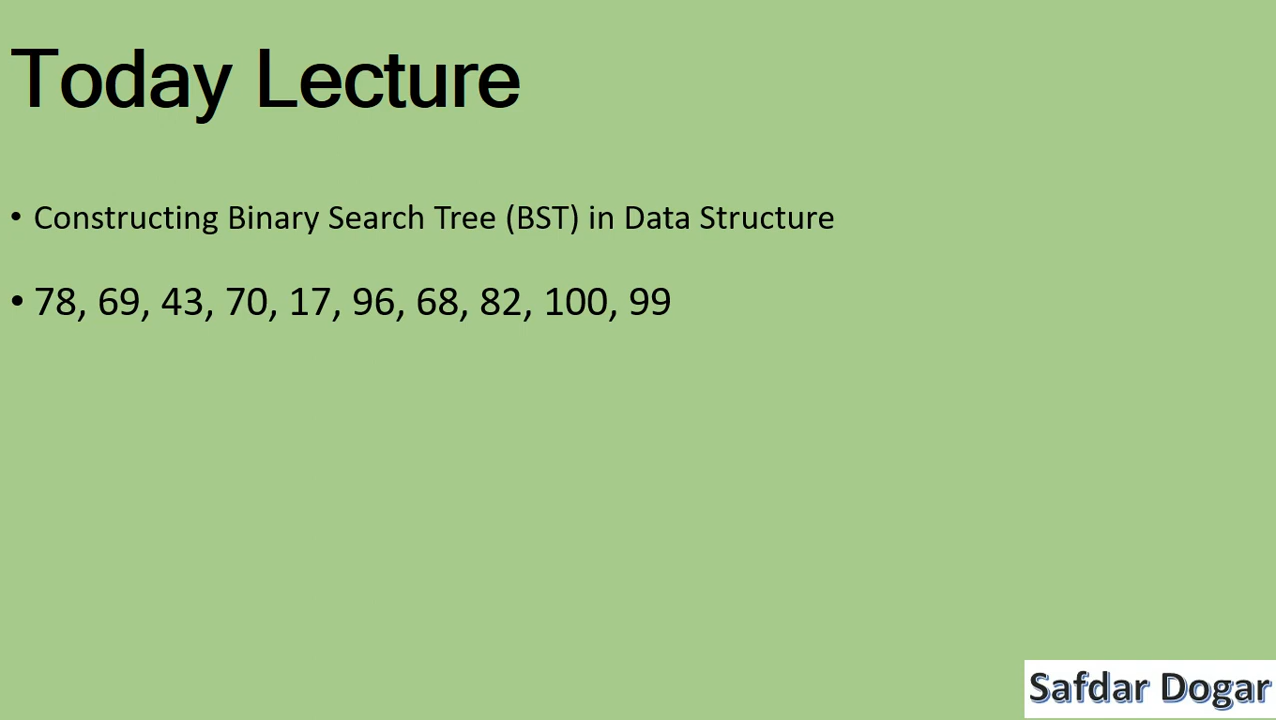 Today Lecture
• Constructing Binary Search Tree (BST) in Data Structure
• 78, 69, 43, 70, 17, 96, 68, 82, 100, 99
Safdar Dogar